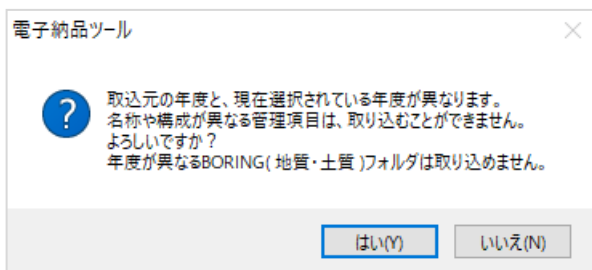 電子納品ツール
取込元の年度と、現在選択されている年度が異なります。
名称や構成が異なる管理項目は、取り込むことができません。
よろしいですか？
年度が異なるBORING( 地質・土質 )フォルダは取り込めません。
はい(Y)
いいえ(N)